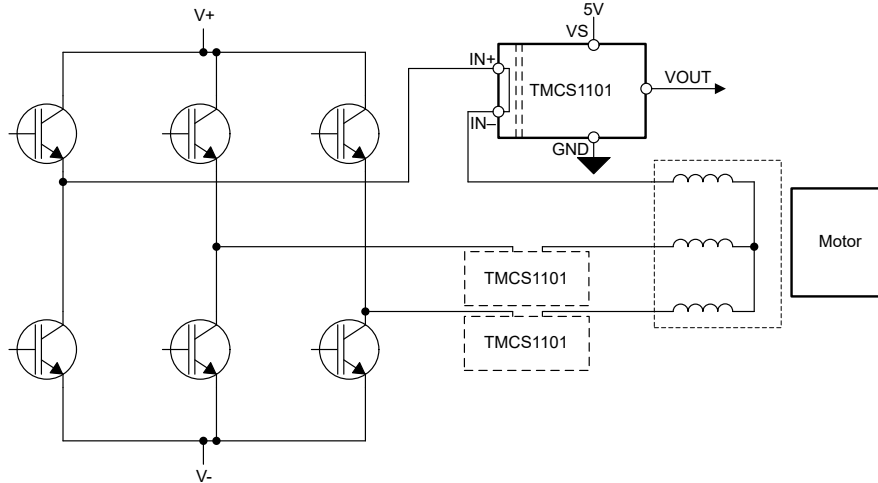 V+
5V
VS
IN+
TMCS1101
VOUT
IN–
GND
Motor
TMCS1101
TMCS1101
V-